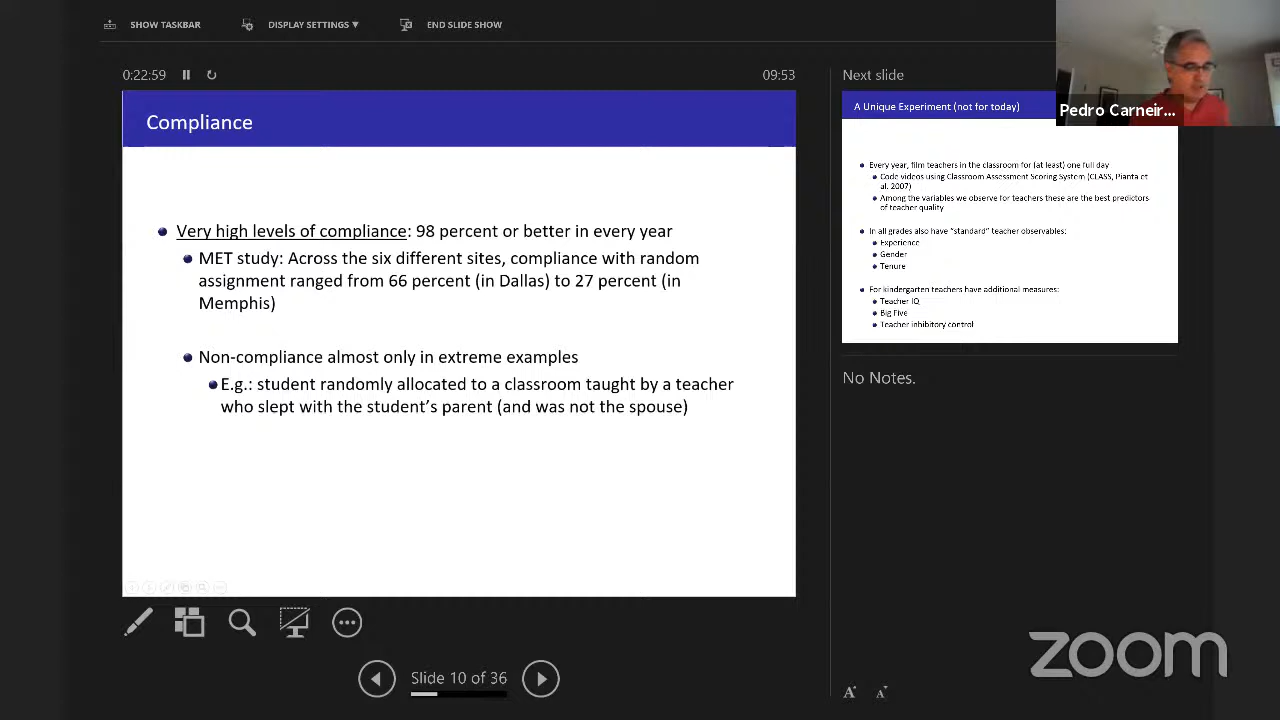 SHOW TASKBAR
DISPLAY SETTINGS ▼
END SLIDE SHOW
0:22:59
09:53
Compliance
Very high levels of compliance: 98 percent or better in every year
MET study: Across the six different sites, compliance with random
assignment ranged from 66 percent (in Dallas) to 27 percent (in
Memphis)
Non-compliance almost only in extreme examples
E.g.: student randomly allocated to a classroom taught by a teacher
who slept with the student's parent (and was not the spouse)
Slide 10 of 36
Next slide
A Unique Experiment (not for today)
Every year, film teachers in the classroom for (at least) one full day
Code videos using Classroom Assessment Scoring System (CLASS, Pianta et
al. 2007)
Among the variables we observe for teachers these are the best predictors
of teacher quality
In all grades also have "standard" teacher observables:
Experience
Gender
Tenure
For kindergarten teachers have additional measures:
Teacher IQ
Big Five
Teacher inhibitory control
No Notes.
A A
Pedro Carneir...
zoom